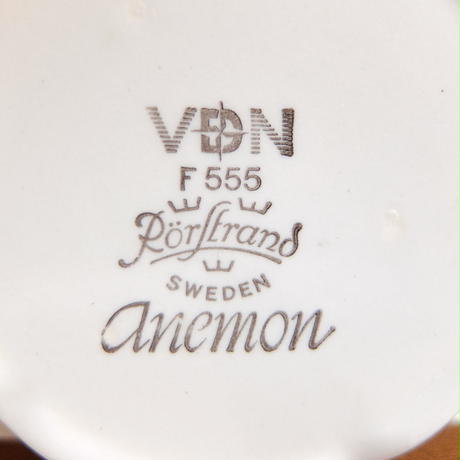 VDN
F 555
Rörstrand
SWEDEN
anemon